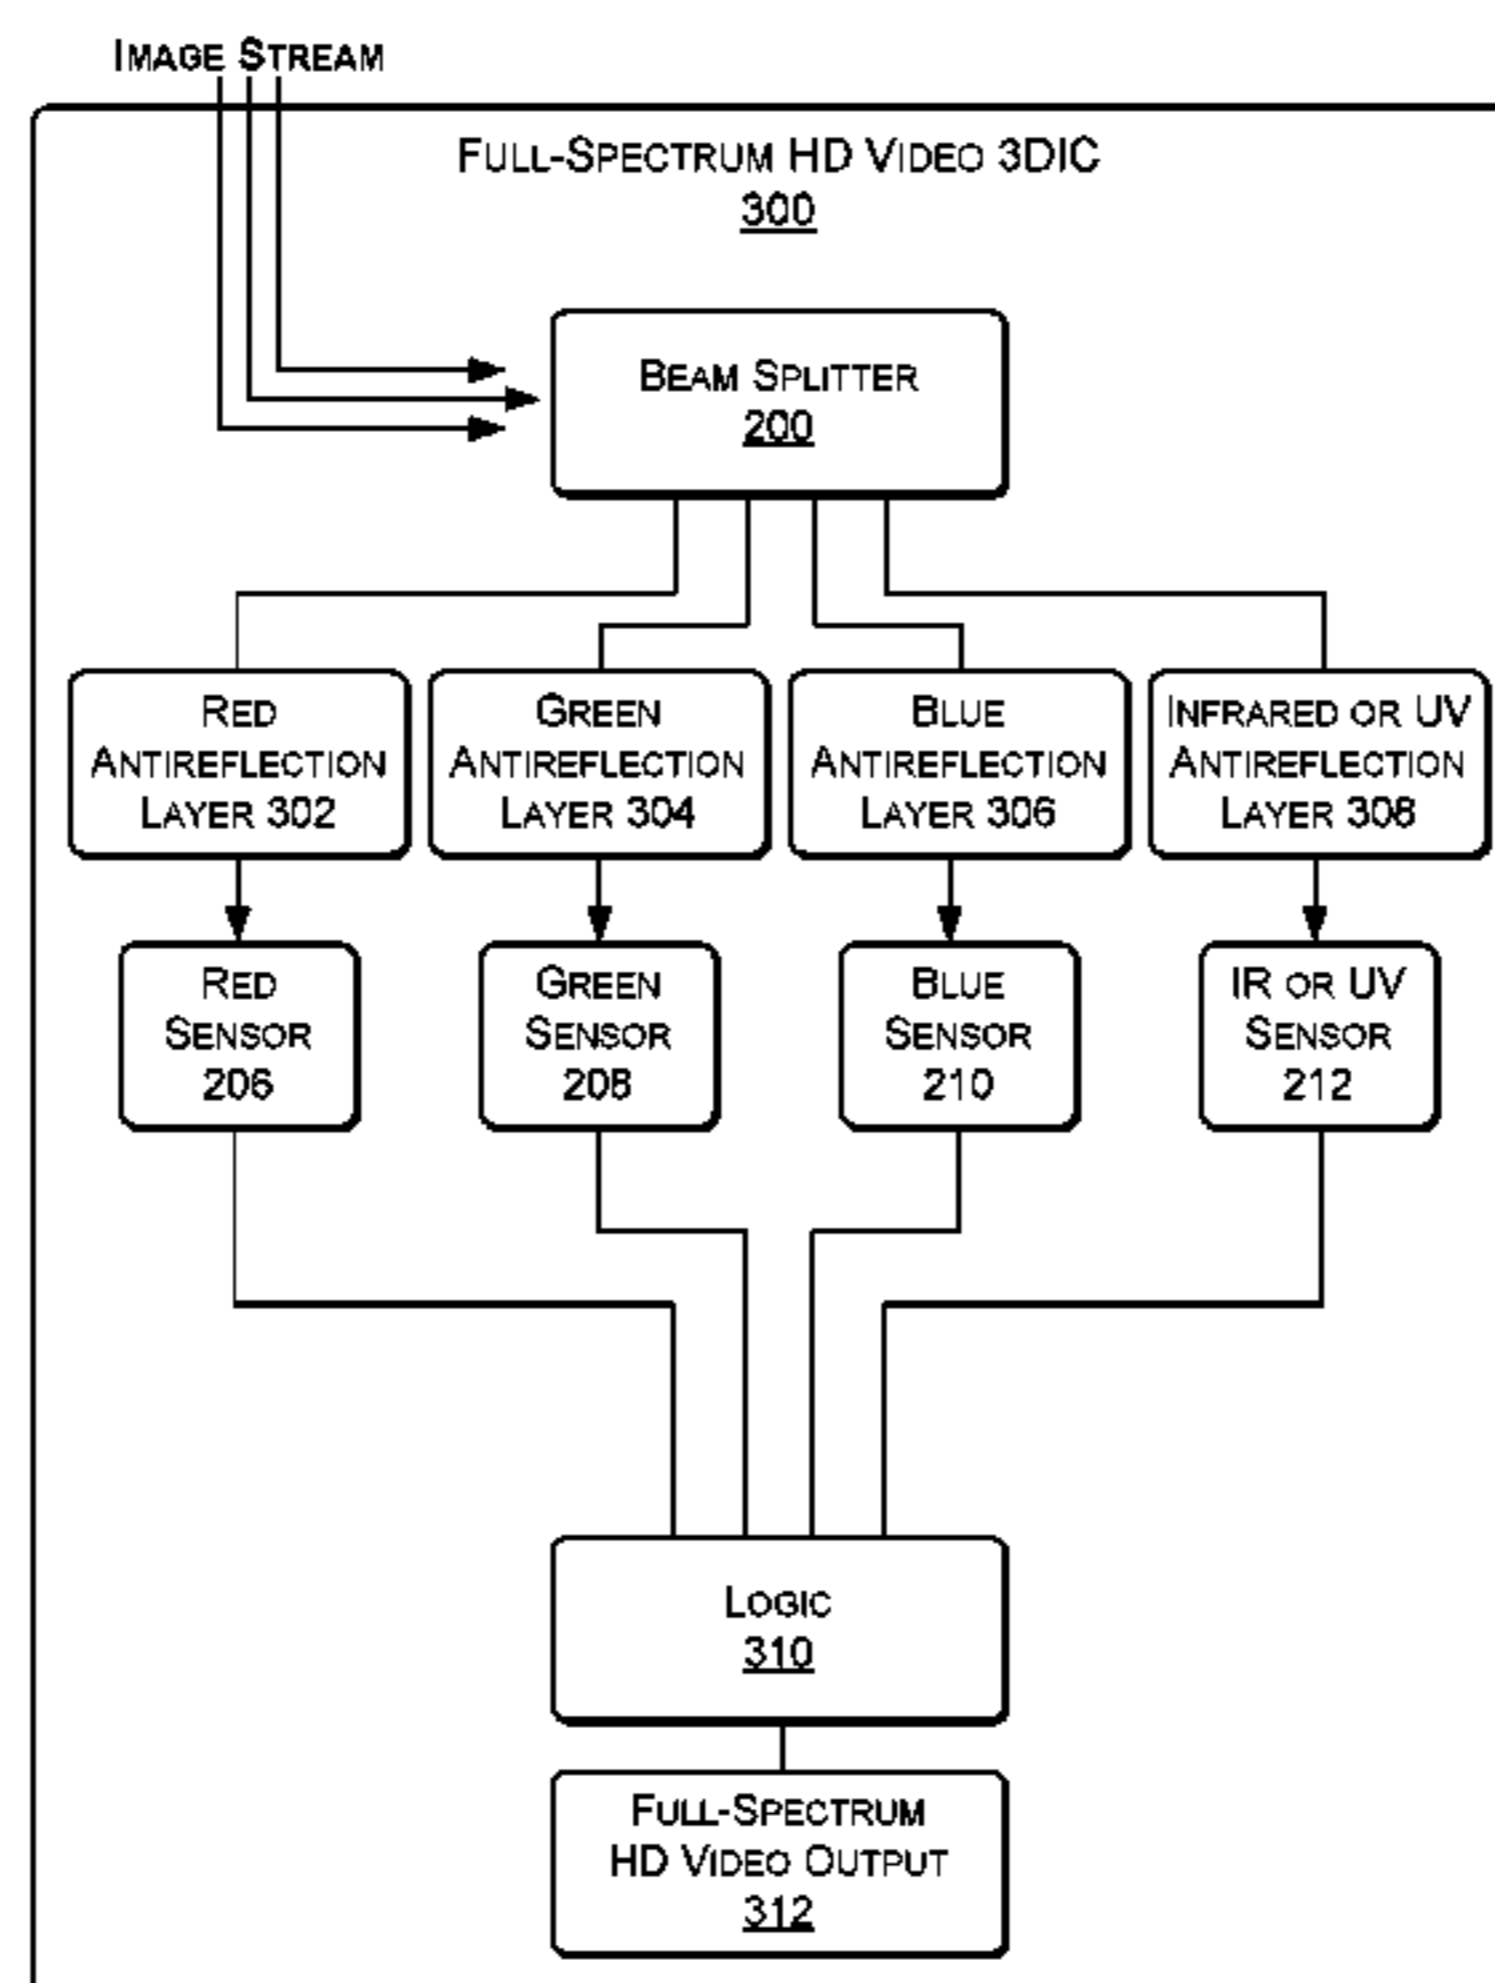 IMAGE STREAM
FULL-SPECTRUM HD VIDEO 3DIC
300
BEAM SPLITTER
200
RED
ANTIREFLECTION
LAYER 302
GREEN
ANTIREFLECTION
LAYER 304
BLUE
ANTIREFLECTION
LAYER 306
INFRARED OR UV
ANTIREFLECTION
LAYER 308
RED
SENSOR
206
GREEN
SENSOR
208
BLUE
SENSOR
210
IR OR UV
SENSOR
212
LOGIC
310
FULL-SPECTRUM
HD VIDEO OUTPUT
312